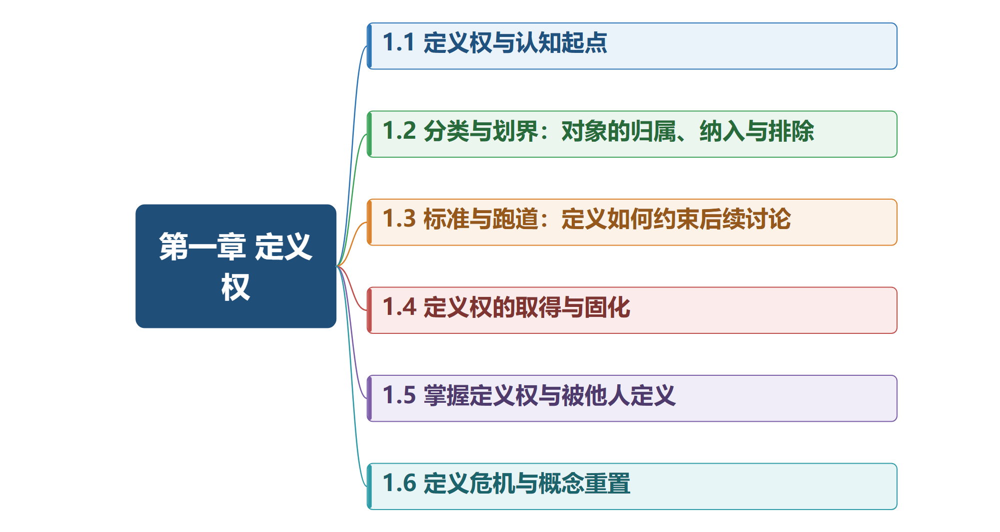 第一章 定义
权
1.1 定义权与认知起点
1.2 分类与划界：对象的归属、纳入与排除
1.3 标准与跑道：定义如何约束后续讨论
1.4 定义权的取得与固化
1.5 掌握定义权与被他人定义
1.6 定义危机与概念重置